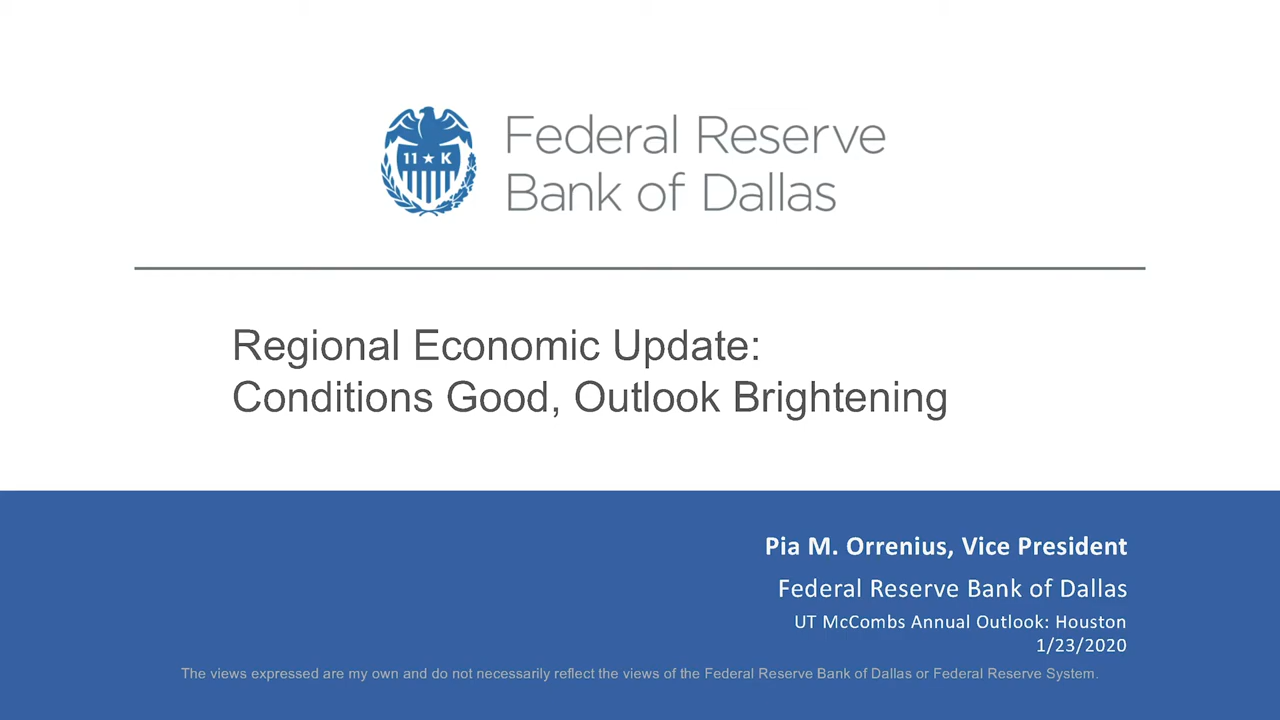 11 ★ K
Federal Reserve
Bank of Dallas
Regional Economic Update:
Conditions Good, Outlook Brightening
Pia M. Orrenius, Vice President
Federal Reserve Bank of Dallas
UT McCombs Annual Outlook: Houston
1/23/2020
The views expressed are my own and do not necessarily reflect the views of the Federal Reserve Bank of Dallas or Federal Reserve System.